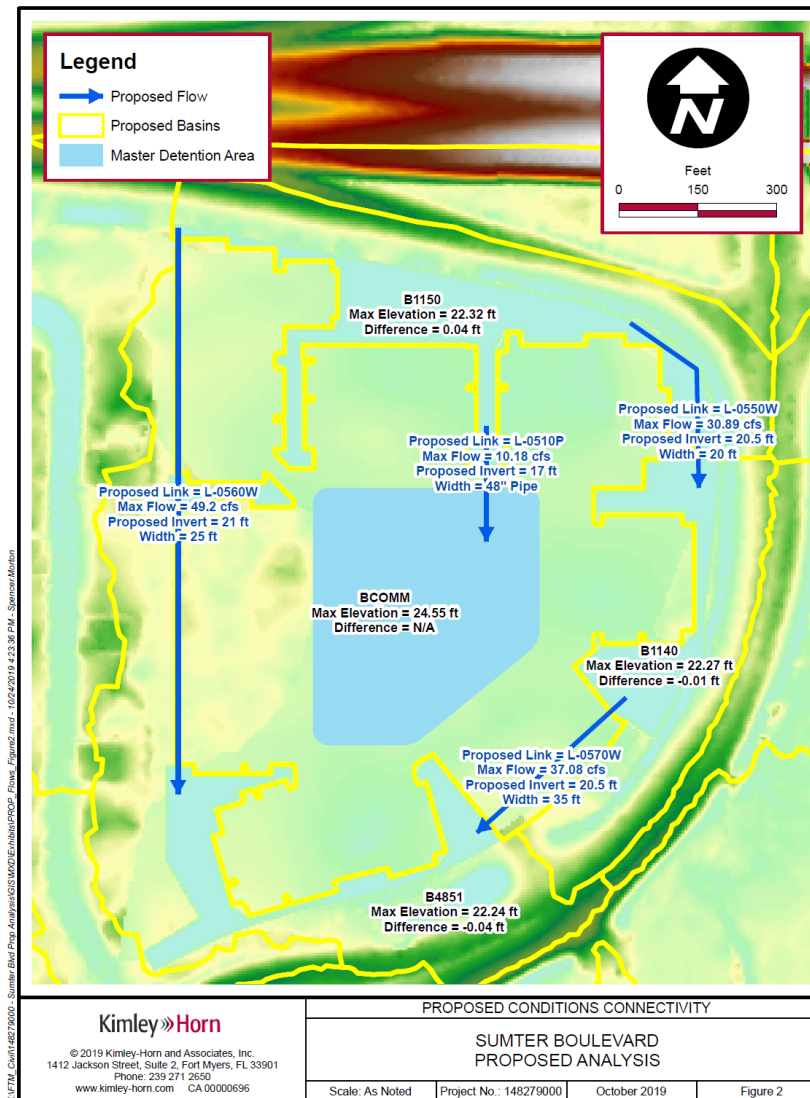 Legend
Proposed Flow
Proposed Basins
Master Detention Area
N
Feet
0 150 300
B1150
Max Elevation = 22.32 ft
Difference = 0.04 ft
Proposed Link = L-0550W
Max Flow = 30.89 cfs
Proposed Invert = 20.5 ft
Width = 20 ft
Proposed Link = L-0510P
Max Flow = 10.18 cfs
Proposed Invert = 17 ft
Width = 48" Pipe
Proposed Link = L-0560W
Max Flow = 49.2 cfs
Proposed Invert = 21 ft
Width = 25 ft
BCOMM
Max Elevation = 24.55 ft
Difference = N/A
B1140
Max Elevation = 22.27 ft
Difference = -0.01 ft
Proposed Link = L-0570W
Max Flow = 37.08 cfs
Proposed Invert = 20.5 ft
Width = 35 ft
B4851
Max Elevation = 22.24 ft
Difference = -0.04 ft
Kimley»Horn
© 2019 Kimley-Horn and Associates, Inc.
1412 Jackson Street, Suite 2, Fort Myers, FL 33901
Phone: 239 271 2650
www.kimley-horn.com CA 00000696
PROPOSED CONDITIONS CONNECTIVITY
SUMTER BOULEVARD
PROPOSED ANALYSIS
Scale: As Noted
Project No.: 148279000
October 2019
Figure 2